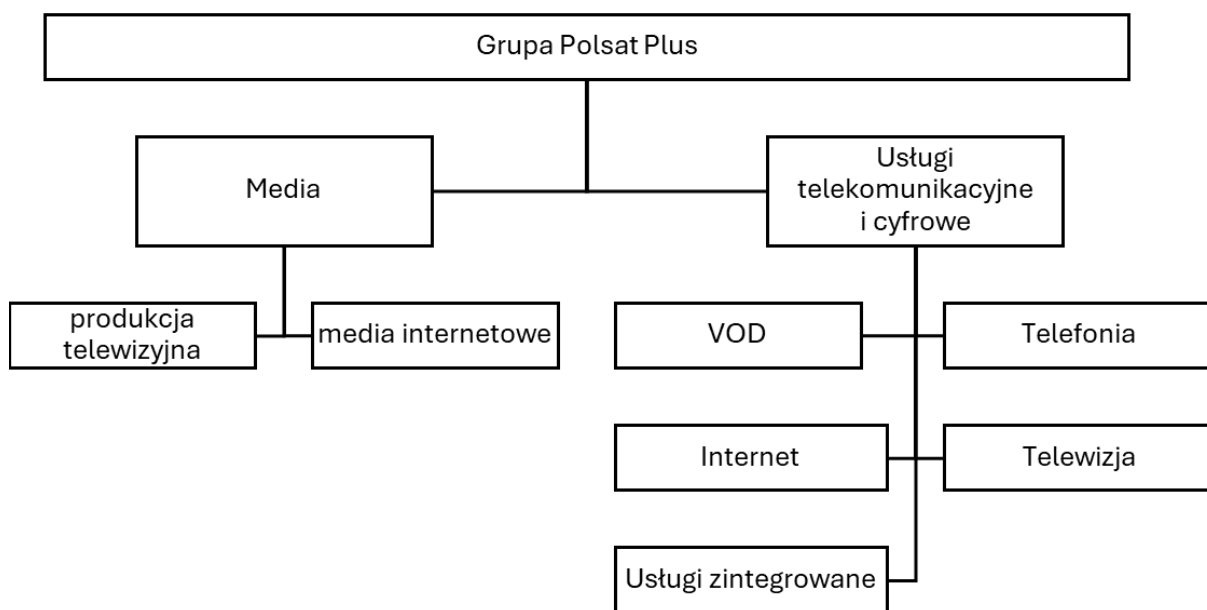 Grupa Polsat Plus
Media
Usługi
telekomunikacyjne
i cyfrowe
produkcja
telewizyjna
media internetowe
VOD
Telefonia
Internet
Telewizja
Usługi zintegrowane